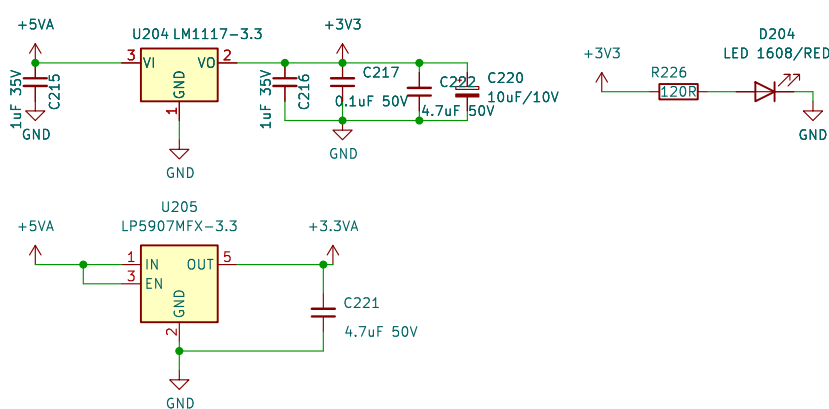 +5VA
U204 LM1117-3.3
+3V3
3 VI VO 2
GND
1
1uF 35V
C215
GND
GND
1uF 35V
C216
C217
0.1uF 50V
C222
4.7uF 50V
C220
10uF/10V
GND
+3V3
R226
120R
D204
LED 1608/RED
GND
U205
LP5907MFX-3.3
+5VA
+3.3VA
1 IN OUT 5
3 EN
GND
2
C221
4.7uF 50V
GND